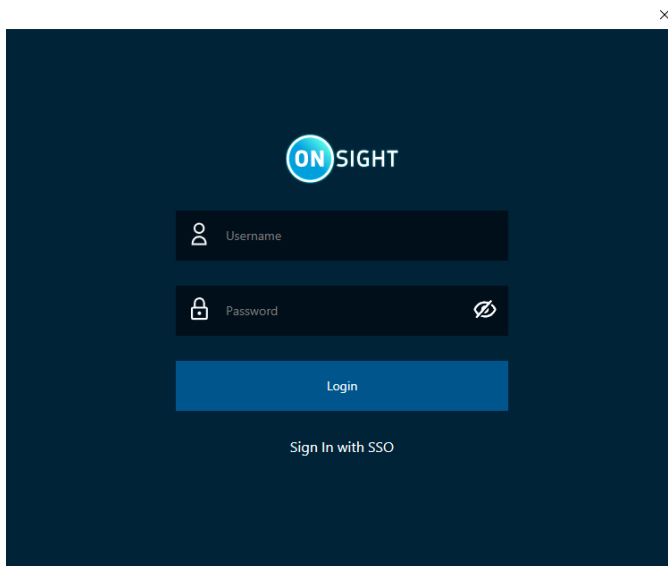 ONSIGHT
Username
Password
Login
Sign In with SSO